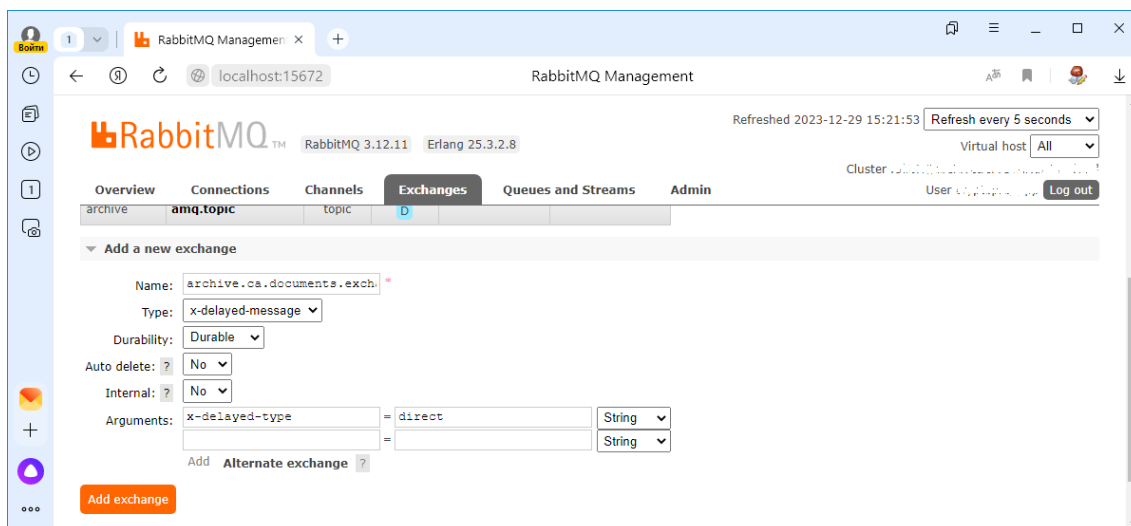 Войти
1
RabbitMQ Management
localhost:15672
RabbitMQ Management
1
RabbitMQ TM
RabbitMQ 3.12.11
Erlang 25.3.2.8
Refreshed 2023-12-29 15:21:53
Refresh every 5 seconds
Virtual host All
Cluster
User
Log out
Overview Connections Channels Exchanges Queues and Streams Admin
archive amq.topic topic D
Add a new exchange
Name: archive.ca.documents.exch *
Type: x-delayed-message
Durability: Durable
Auto delete: ? No
Internal: ? No
Arguments: x-delayed-type = direct String
= String
Add Alternate exchange ?
Add exchange